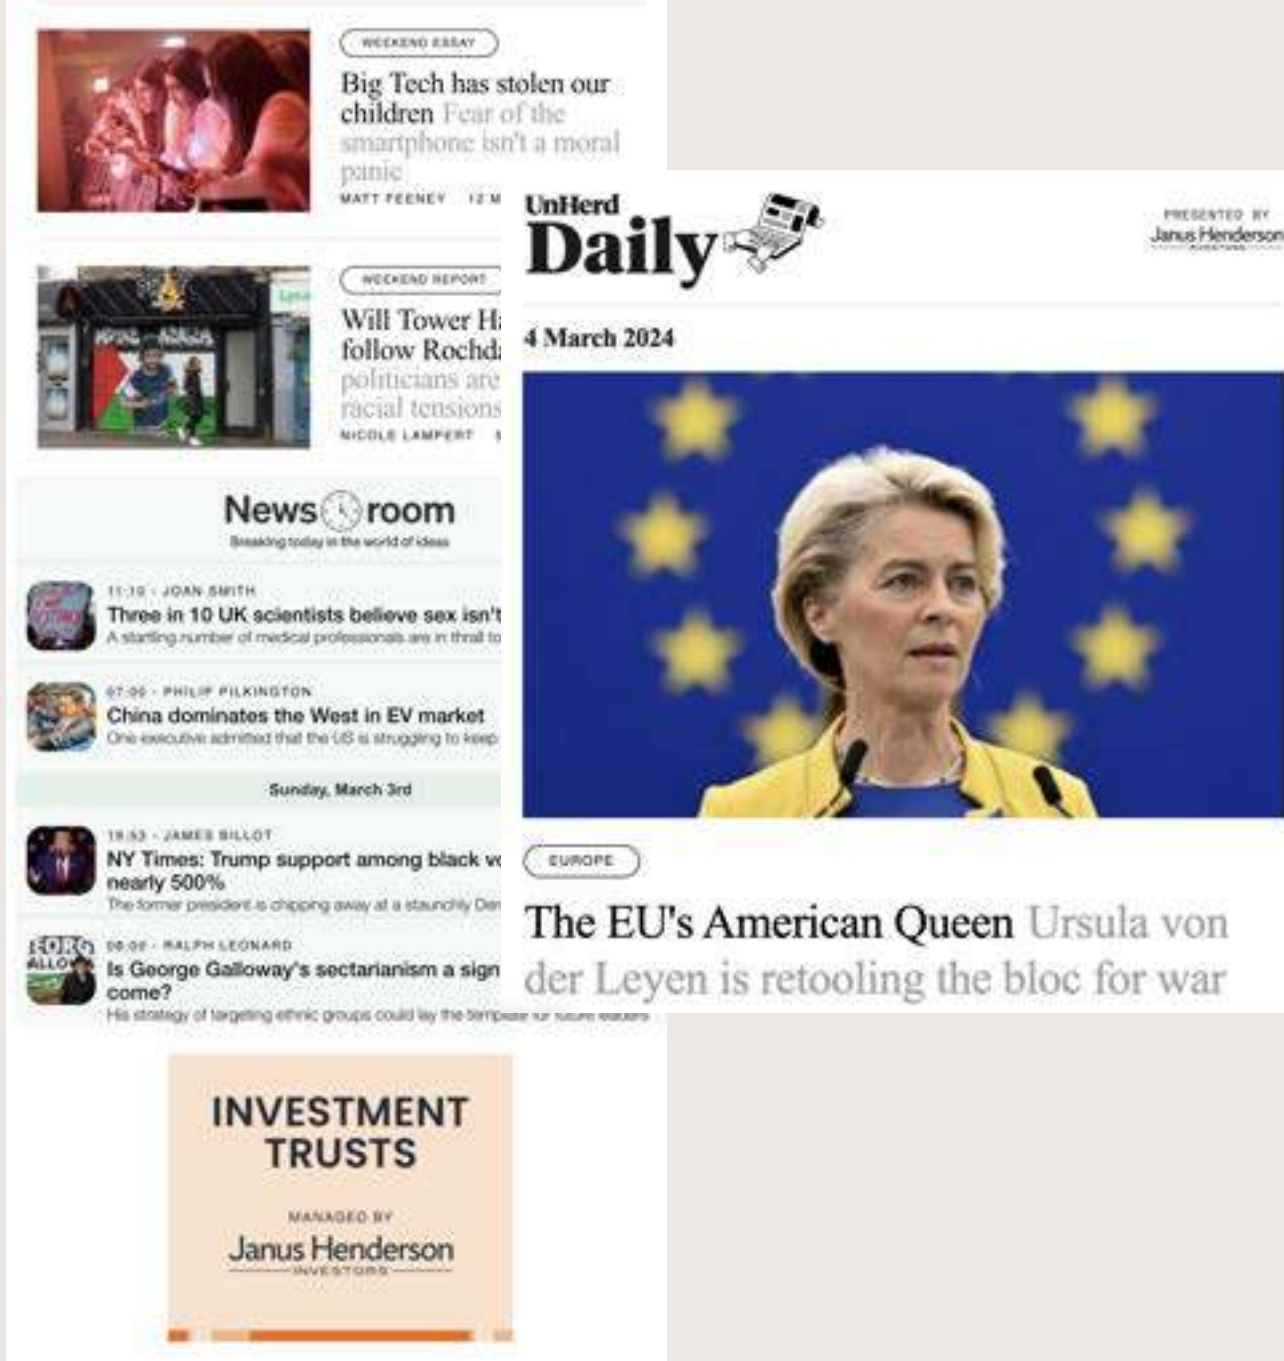 WEEKEND ESSAY
Big Tech has stolen our
children Fear of the
smartphone isn't a moral
panic
MATT FEENEY 12 M
WEEKEND REPORT
Will Tower Ha
follow Rochda
politicians are
racial tensions
NICOLE LAMPERT
News room
Breaking today in the world of ideas
11:10 - JOAN SMITH
Three in 10 UK scientists believe sex isn't
A startling number of medical professionals are in thrall to
07:00 - PHILIP PILKINGTON
China dominates the West in EV market
One executive admitted that the US is struggling to keep
Sunday, March 3rd
JAMES BILLOT
NY Times: Trump support among black vo
nearly 500%
The former president is chipping away at a staunchly Dem
RALPH LEONARD
Is George Galloway's sectarianism a sign
come?
His strategy of targeting ethnic groups could lay the template for future leaders
INVESTMENT
TRUSTS
MANAGED BY
Janus Henderson
INVESTORS
UnHerd
Daily
PRESENTED BY
Janus Henderson
INVESTORS
4 March 2024
EUROPE
The EU's American Queen Ursula von
der Leyen is retooling the bloc for war